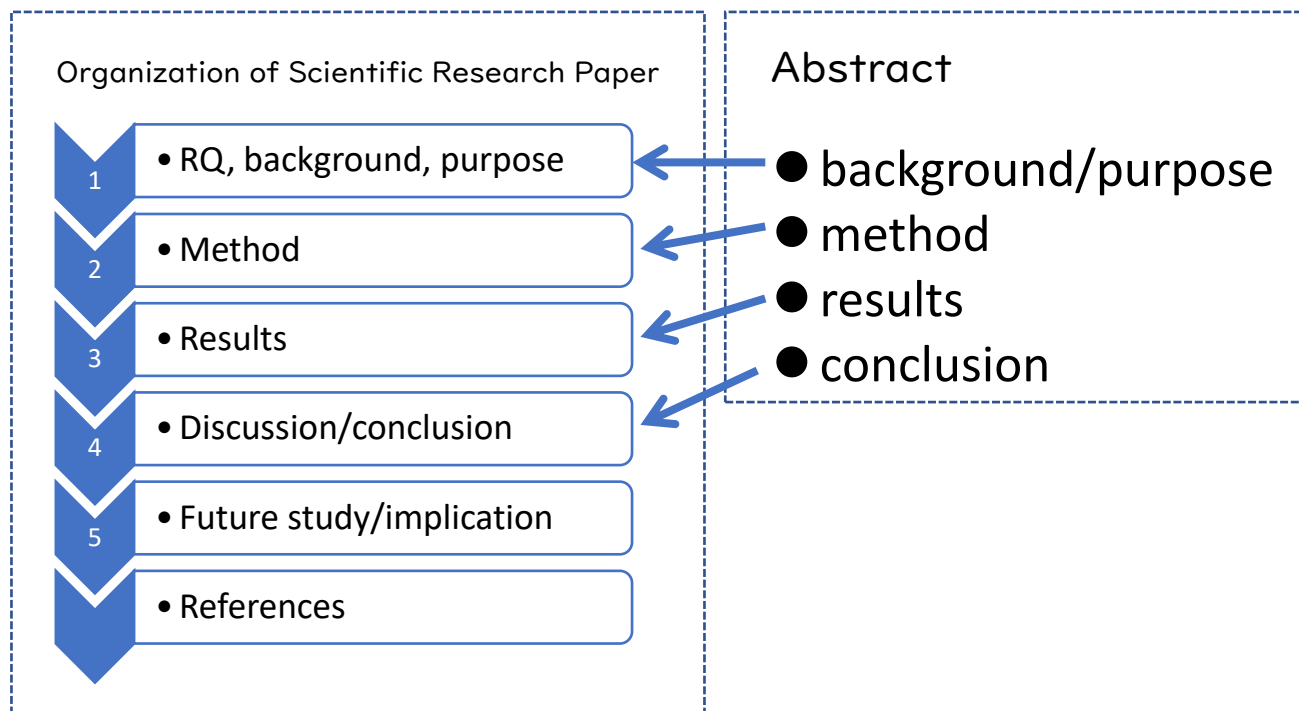 Organization of Scientific Research Paper
1
• RQ, background, purpose
2
• Method
3
• Results
4
• Discussion/conclusion
5
• Future study/implication
• References
Abstract
● background/purpose
● method
● results
● conclusion